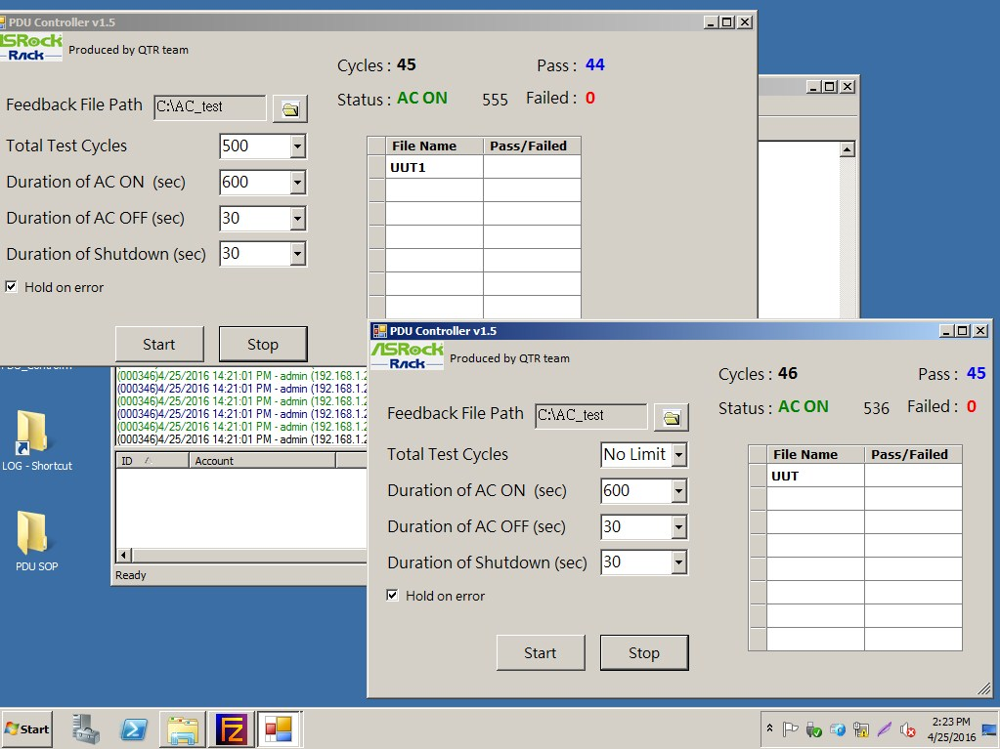 PDU Controller v1.5
ASRock
Rack
Produced by QTR team
Cycles : 45 Pass : 44
Status : AC ON 555 Failed : 0
Feedback File Path C:\AC_test
Total Test Cycles 500
Duration of AC ON (sec) 600
Duration of AC OFF (sec) 30
Duration of Shutdown (sec) 30
Hold on error
Start Stop
File Name Pass/Failed
UUT1
(000346)4/25/2016 14:21:01 PM - admin (192.168.1.2
(000346)4/25/2016 14:21:01 PM - admin (192.168.1.2
(000346)4/25/2016 14:21:01 PM - admin (192.168.1.2
(000346)4/25/2016 14:21:01 PM - admin (192.168.1.2
(000346)4/25/2016 14:21:01 PM - admin (192.168.1.2
(000346)4/25/2016 14:21:01 PM - admin (192.168.1.2
ID Account
Ready
LOG - Shortcut
PDU SOP
PDU Controller v1.5
ASRock
Rack
Produced by QTR team
Cycles : 46 Pass : 45
Status : AC ON 536 Failed : 0
Feedback File Path C:\AC_test
Total Test Cycles No Limit
Duration of AC ON (sec) 600
Duration of AC OFF (sec) 30
Duration of Shutdown (sec) 30
Hold on error
Start Stop
File Name Pass/Failed
UUT
Start
Fz
2:23 PM
4/25/2016